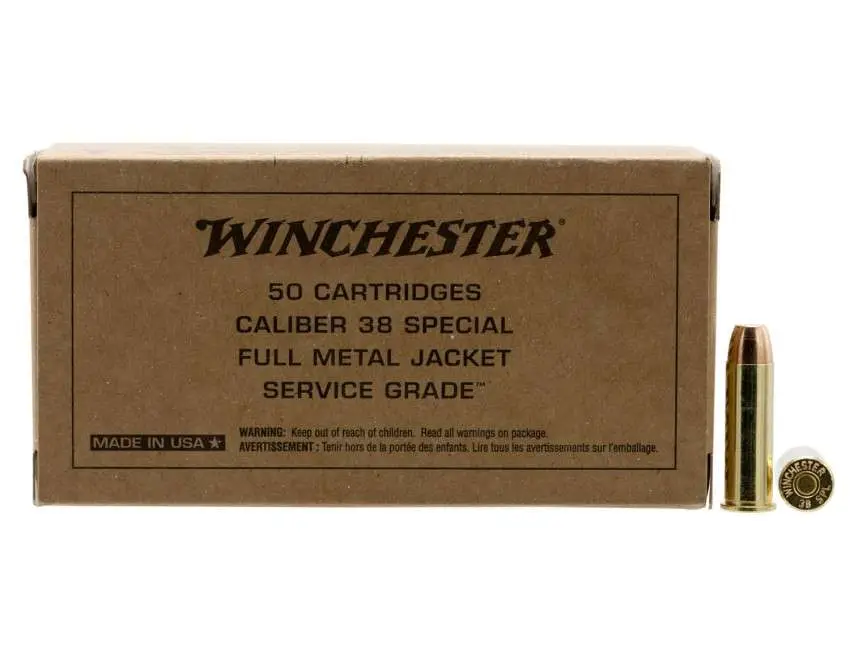 WINCHESTER®
50 CARTRIDGES
CALIBER 38 SPECIAL
FULL METAL JACKET
SERVICE GRADE™
MADE IN USA ★
WARNING: Keep out of reach of children. Read all warnings on package.
AVERTISSEMENT : Tenir hors de la portée des enfants. Lire tous les avertissements sur l'emballage.
WINCHESTER
38 SPL